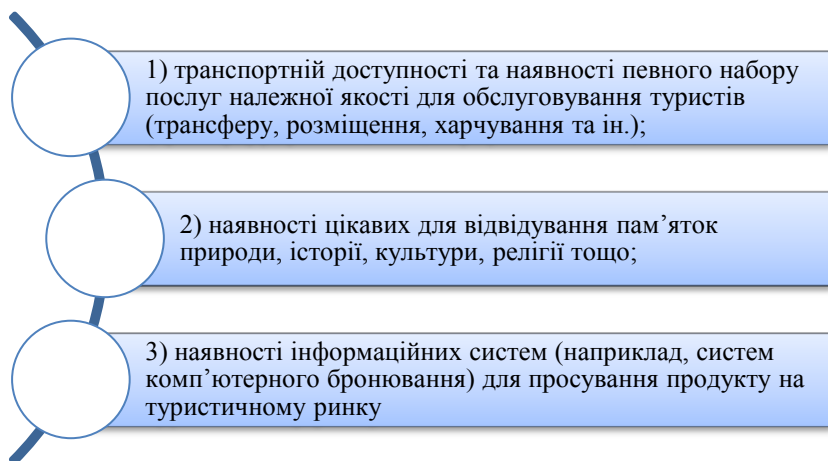 1) транспортній доступності та наявності певного набору
послуг належної якості для обслуговування туристів
(трансферу, розміщення, харчування та ін.);
2) наявності цікавих для відвідування пам’яток
природи, історії, культури, релігії тощо;
3) наявності інформаційних систем (наприклад, систем
комп’ютерного бронювання) для просування продукту на
туристичному ринку